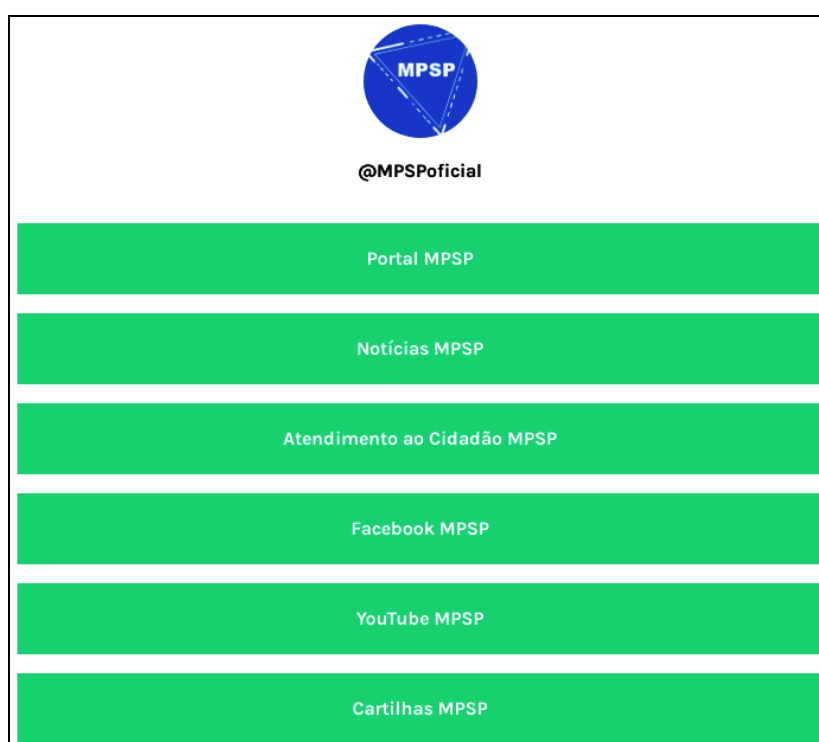 MPSP
@MPSPoficial
Portal MPSP
Notícias MPSP
Atendimento ao Cidadão MPSP
Facebook MPSP
YouTube MPSP
Cartilhas MPSP